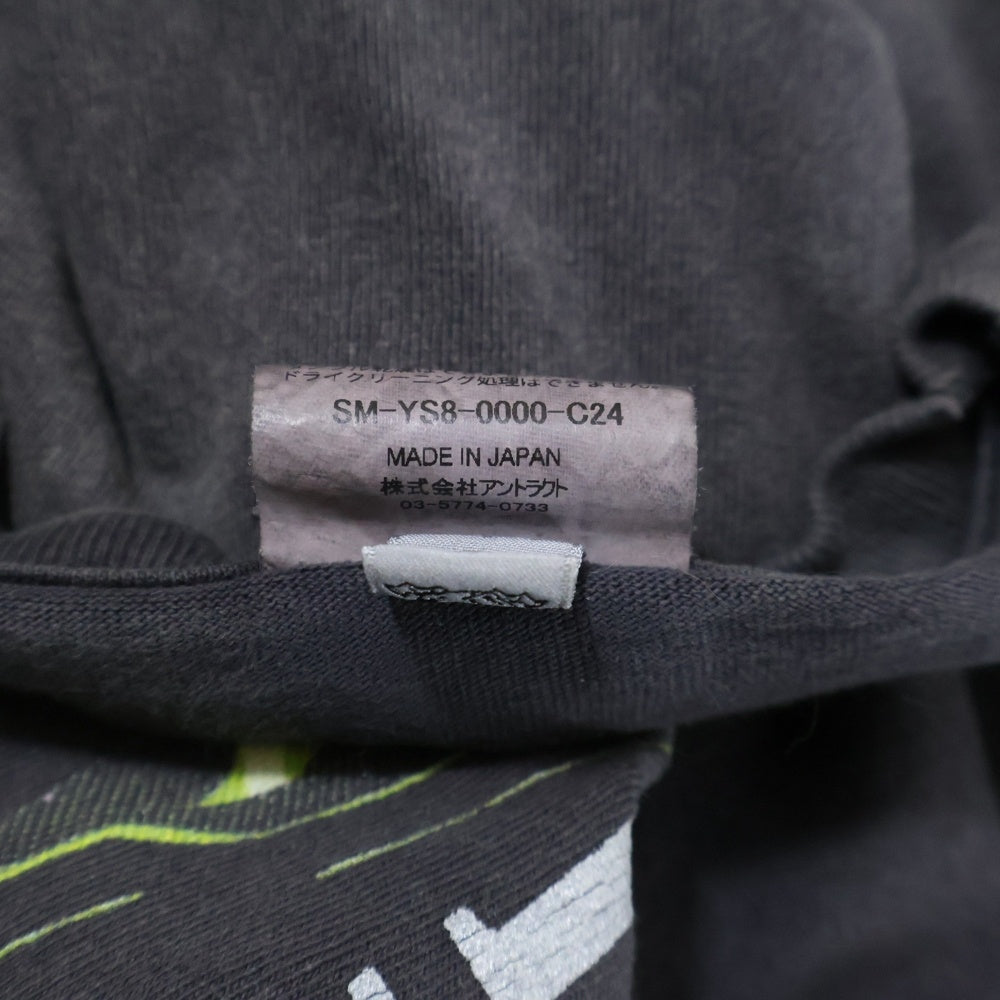 ドライクリーニング処理はできません。
SM-YS8-0000-C24
MADE IN JAPAN
株式会社アントラクト
03-5774-0733